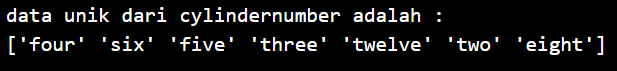 data unik dari cylindernumber adalah :
['four' 'six' 'five' 'three' 'twelve' 'two' 'eight']